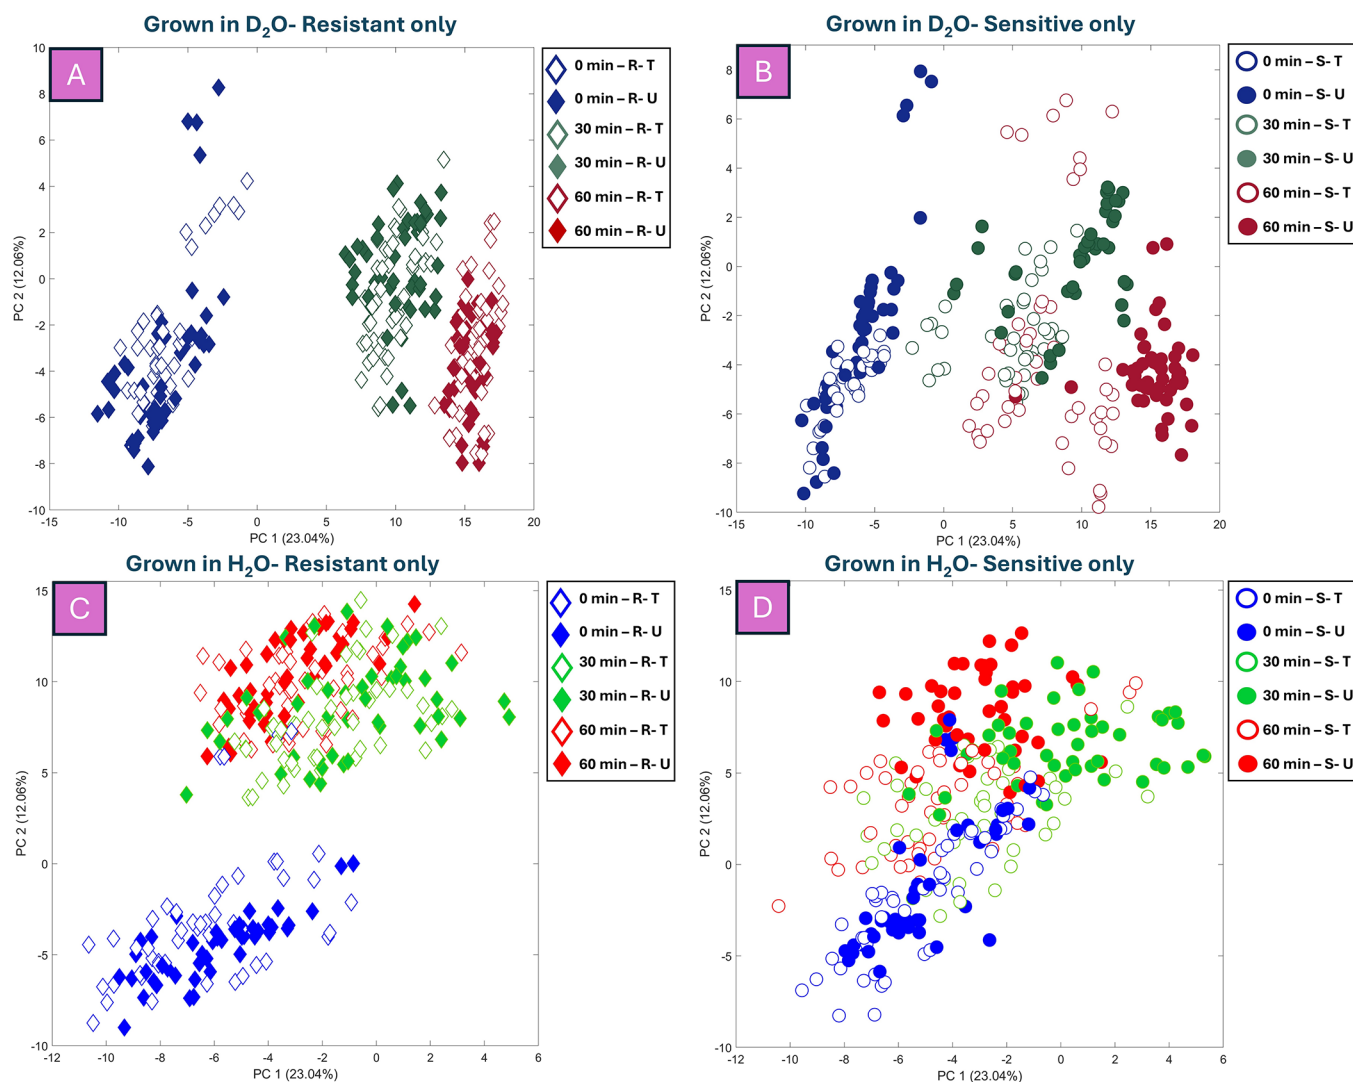 Grown in D₂O- Resistant only
A
10
8
6
4
2
0
-2
-4
-6
-8
-10
-15
-10
-5
0
5
10
15
20
PC 2 (12.06%)
PC 1 (23.04%)
0 min – R- T
0 min – R- U
30 min – R- T
30 min – R- U
60 min – R- T
60 min – R- U
Grown in D₂O- Sensitive only
B
8
6
4
2
0
-2
-4
-6
-8
-10
-15
-10
-5
0
5
10
15
20
PC 2 (12.06%)
PC 1 (23.04%)
0 min – S- T
0 min – S- U
30 min – S- T
30 min – S- U
60 min – S- T
60 min – S- U
Grown in H₂O- Resistant only
C
15
10
5
0
-5
-10
-12
-10
-8
-6
-4
-2
0
2
4
6
PC 2 (12.06%)
PC 1 (23.04%)
0 min – R- T
0 min – R- U
30 min – R- T
30 min – R- U
60 min – R- T
60 min – R- U
Grown in H₂O- Sensitive only
D
15
10
5
0
-5
-10
-12
-10
-8
-6
-4
-2
0
2
4
6
PC 2 (12.06%)
PC 1 (23.04%)
0 min – S- T
0 min – S- U
30 min – S- T
30 min – S- U
60 min – S- T
60 min – S- U